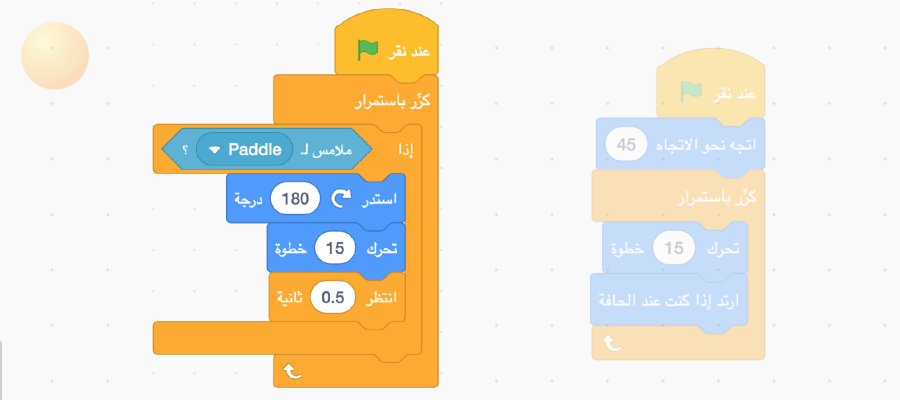 عند نقر
كرِّر باستمرار
إذا ملامس لـ Paddle ؟
استدر 180 درجة
تحرك 15 خطوة
انتظر 0.5 ثانية
عند نقر
اتجه نحو الاتجاه 45
كرِّر باستمرار
تحرك 15 خطوة
ارتد إذا كنت عند الحافة